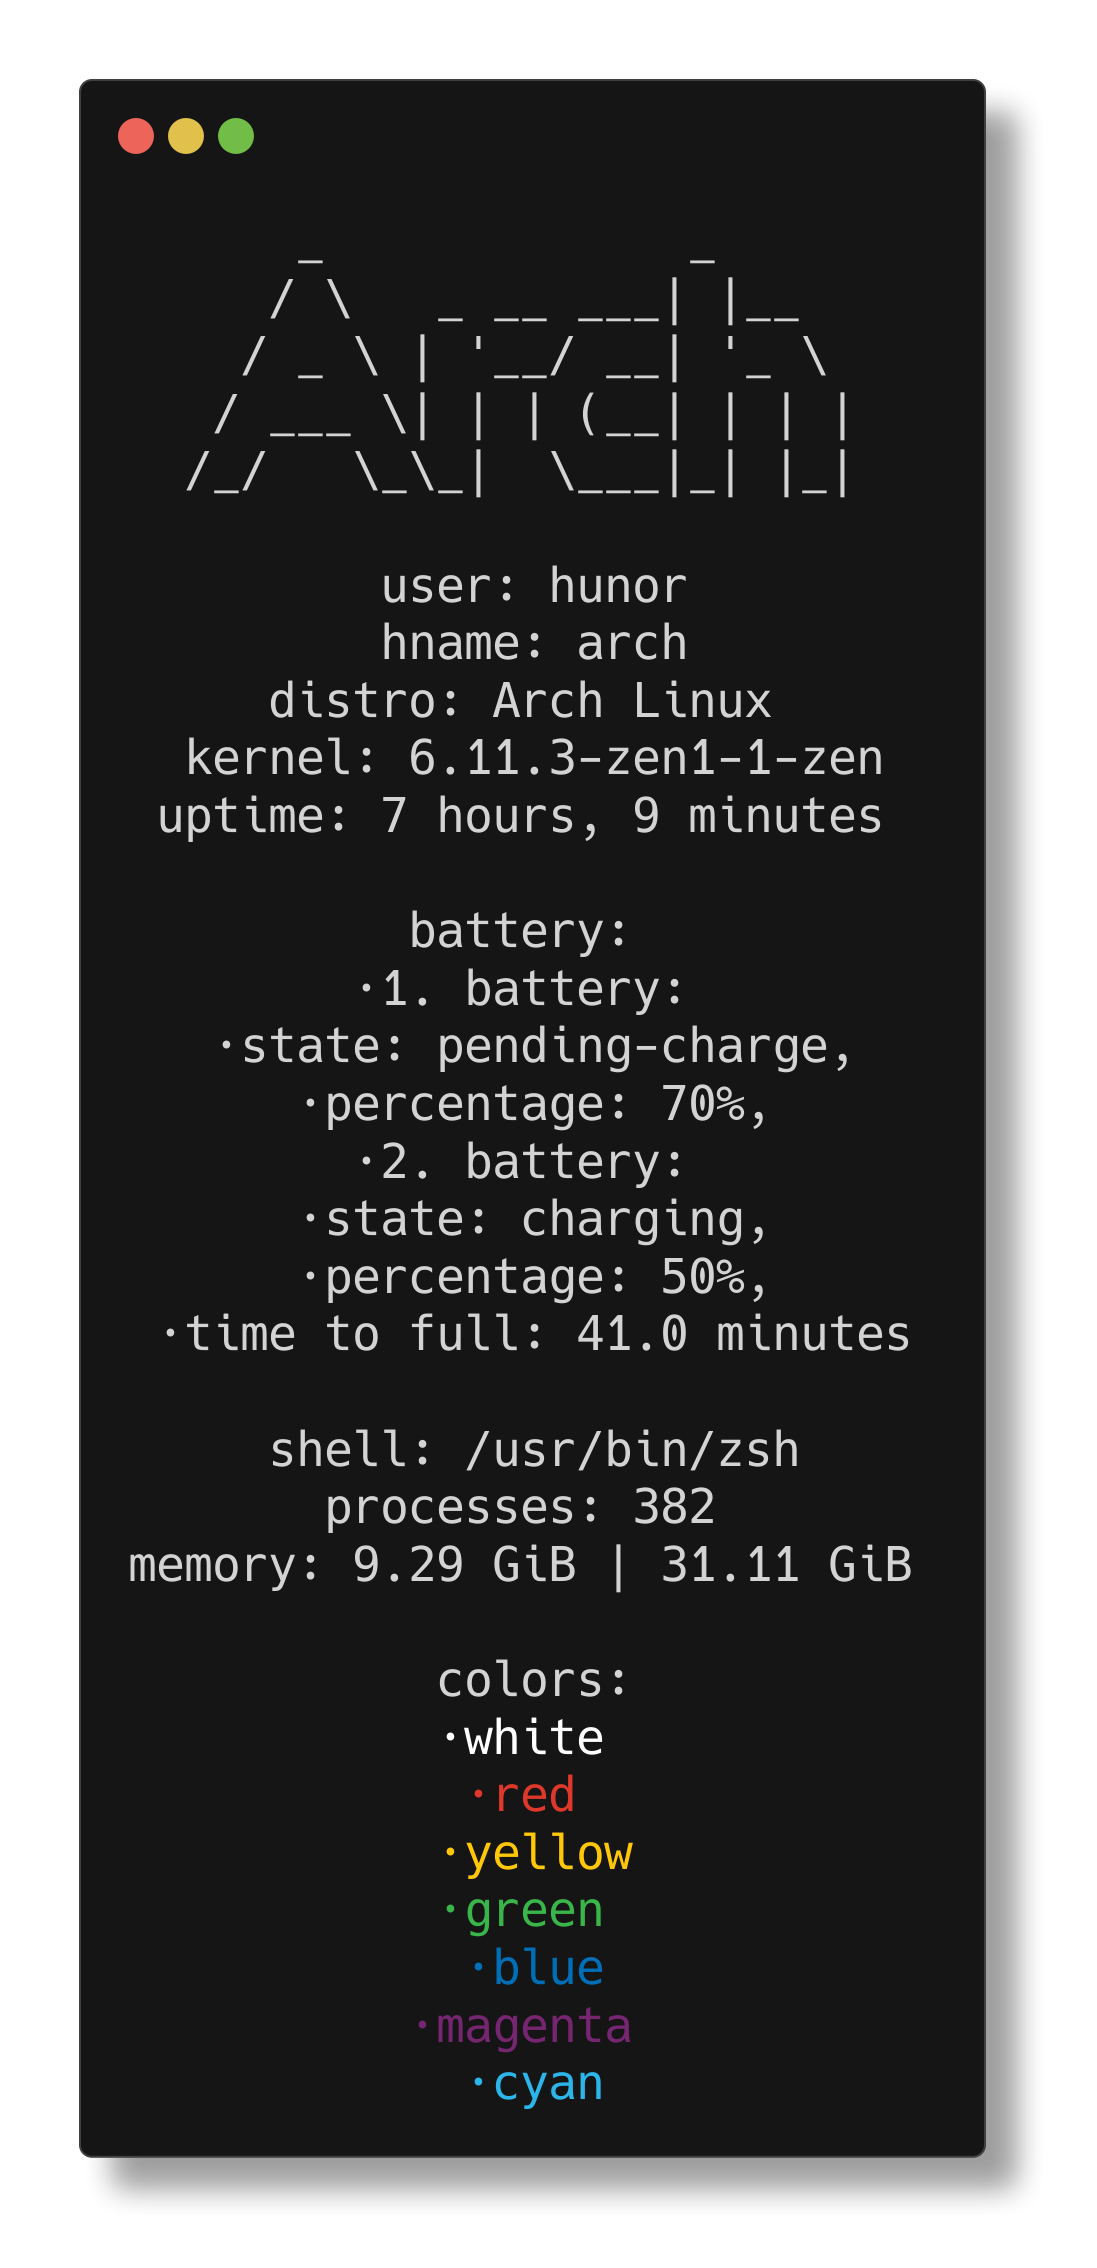 _             _
     / \   _ __ ___| |__
    / _ \ | '__/ __| '_ \
   / ___ \| | | (__| | | |
  /_/   \_\_|  \___|_| |_|
user: hunor
hname: arch
distro: Arch Linux
kernel: 6.11.3-zen1-1-zen
uptime: 7 hours, 9 minutes
battery:
·1. battery:
·state: pending-charge,
·percentage: 70%,
·2. battery:
·state: charging,
·percentage: 50%,
·time to full: 41.0 minutes
shell: /usr/bin/zsh
processes: 382
memory: 9.29 GiB | 31.11 GiB
colors:
·white
·red
·yellow
·green
·blue
·magenta
·cyan